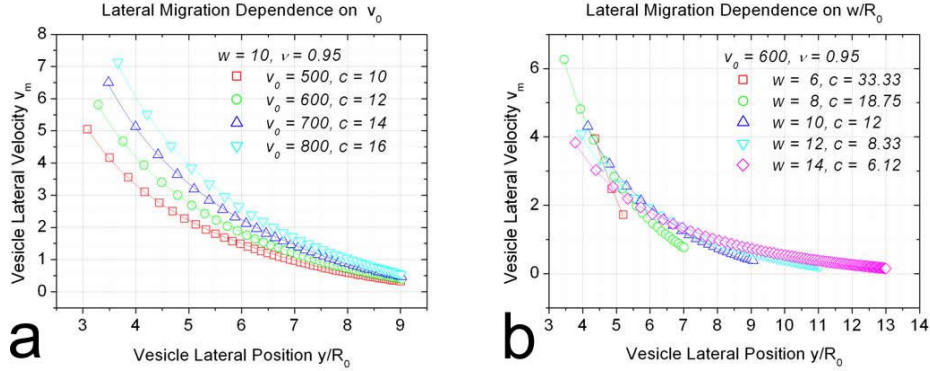 Lateral Migration Dependence on v₀
w = 10, ν = 0.95
v₀ = 500, c = 10
v₀ = 600, c = 12
v₀ = 700, c = 14
v₀ = 800, c = 16
Vesicle Lateral Velocity vₘ
8
7
6
5
4
3
2
1
0
3 4 5 6 7 8 9
Vesicle Lateral Position y/R₀
a
Lateral Migration Dependence on w/R₀
v₀ = 600, ν = 0.95
w = 6, c = 33.33
w = 8, c = 18.75
w = 10, c = 12
w = 12, c = 8.33
w = 14, c = 6.12
Vesicle Lateral Velocity vₘ
6
4
2
0
3 4 5 6 7 8 9 10 11 12 13 14
Vesicle Lateral Position y/R₀
b